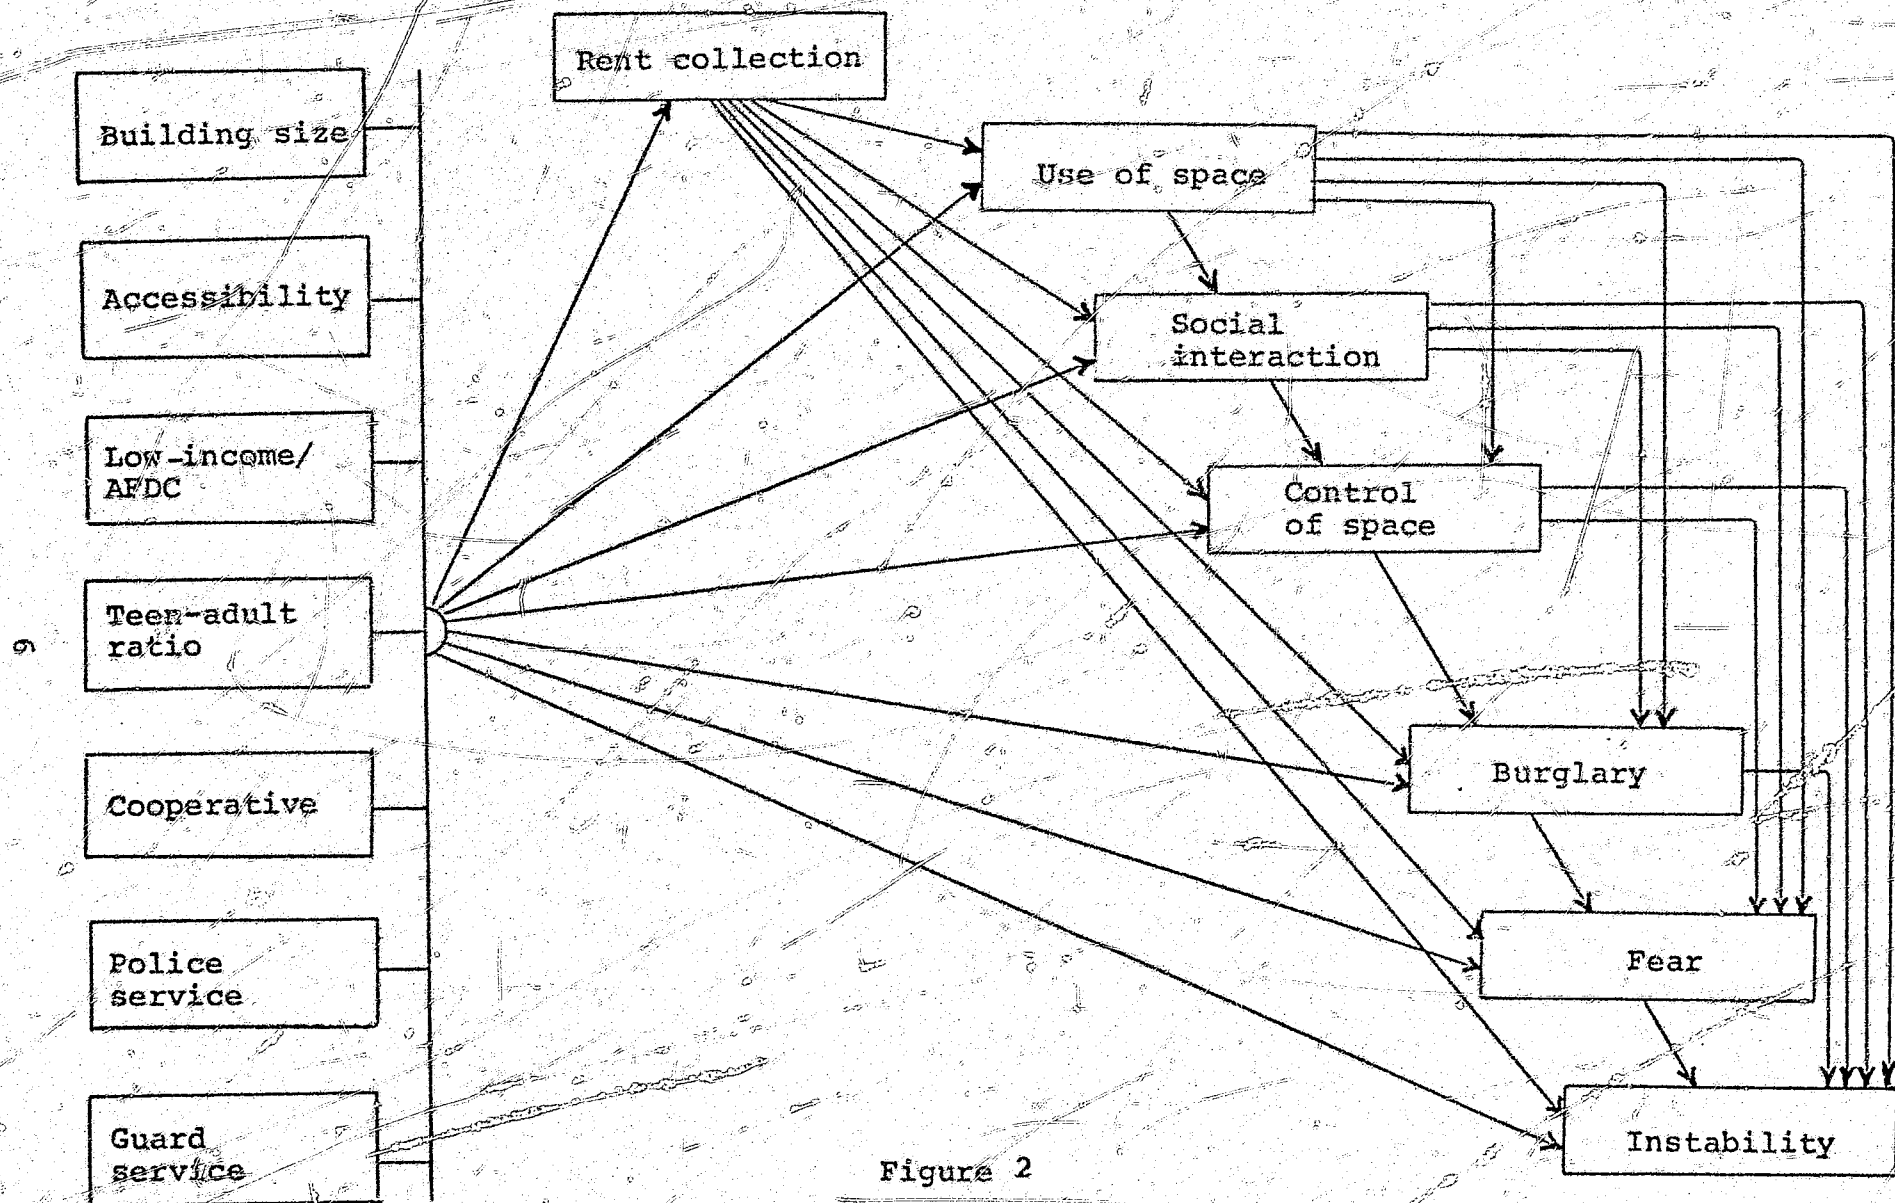 Rent collection
Building size
Use of space
Accessibility
Social
interaction
Low-income/
AFDC
Control
of space
Teen-adult
ratio
6
Burglary
Cooperative
Police
service
Fear
Guard
service
Instability
Figure 2